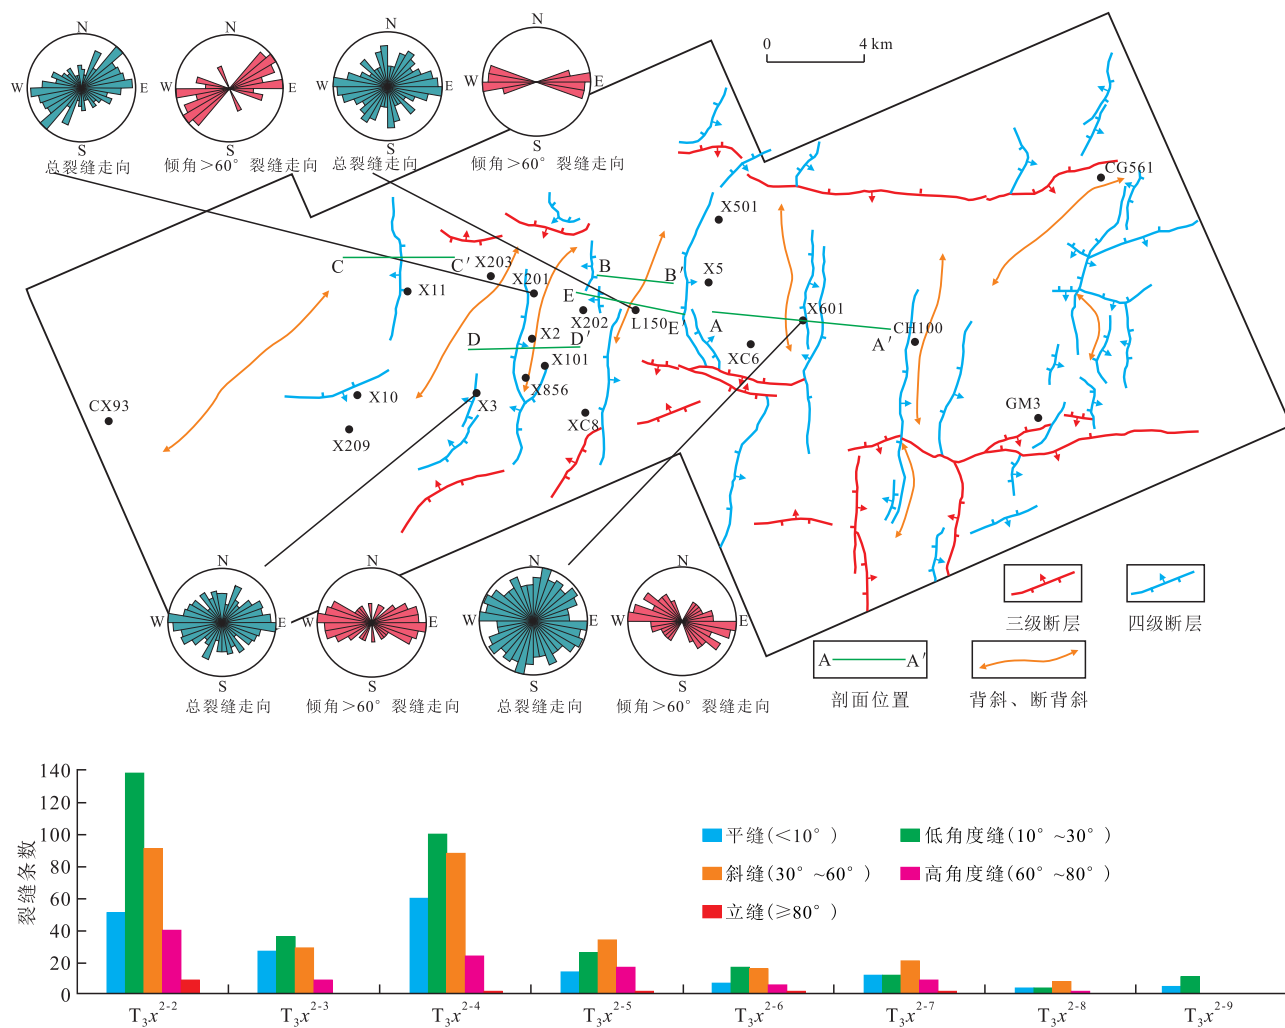 N
W
E
S
总裂缝走向
N
W
E
S
倾角>60° 裂缝走向
N
W
E
S
总裂缝走向
N
W
E
S
倾角>60° 裂缝走向
0 4 km
CG561
X501
C C′ X203
B B′
X5
X11
X201
E
X202
L150 E′
A
X601
CH100
A′
X2
D D′
XC6
X101
X856
X10
X3
CX93
X209
XC8
GM3
N
W
E
S
总裂缝走向
N
W
E
S
倾角>60° 裂缝走向
N
W
E
S
总裂缝走向
N
W
E
S
倾角>60° 裂缝走向
三级断层
四级断层
A A′
剖面位置
背斜、断背斜
裂缝条数
140
120
100
80
60
40
20
0
平缝(<10°)
低角度缝(10°~30°)
斜缝(30°~60°)
高角度缝(60°~80°)
立缝(≥80°)
T₃x²⁻²
T₃x²⁻³
T₃x²⁻⁴
T₃x²⁻⁵
T₃x²⁻⁶
T₃x²⁻⁷
T₃x²⁻⁸
T₃x²⁻⁹